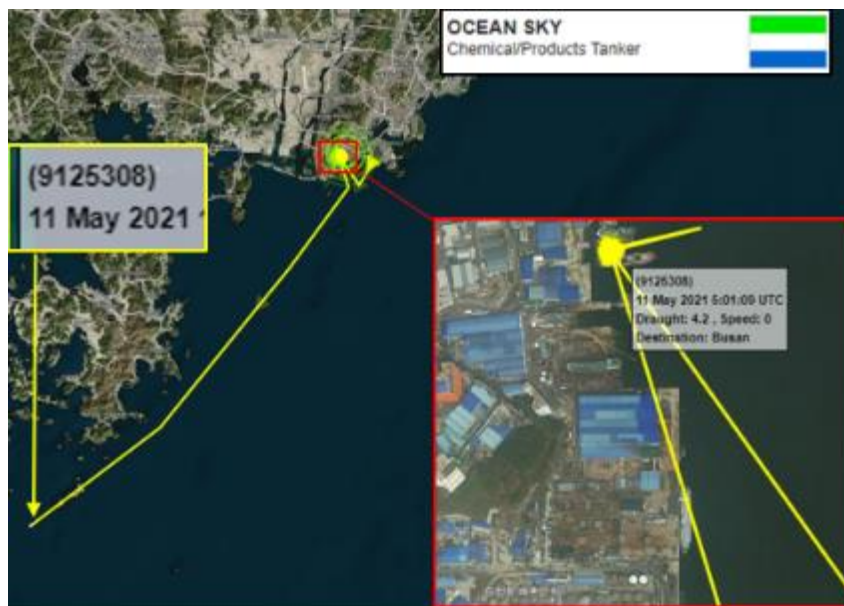 OCEAN SKY
Chemical/Products Tanker
(9125308)
11 May 2021
(9125308)
11 May 2021 5:01:09 UTC
Draught: 4.2 , Speed: 0
Destination: Busan